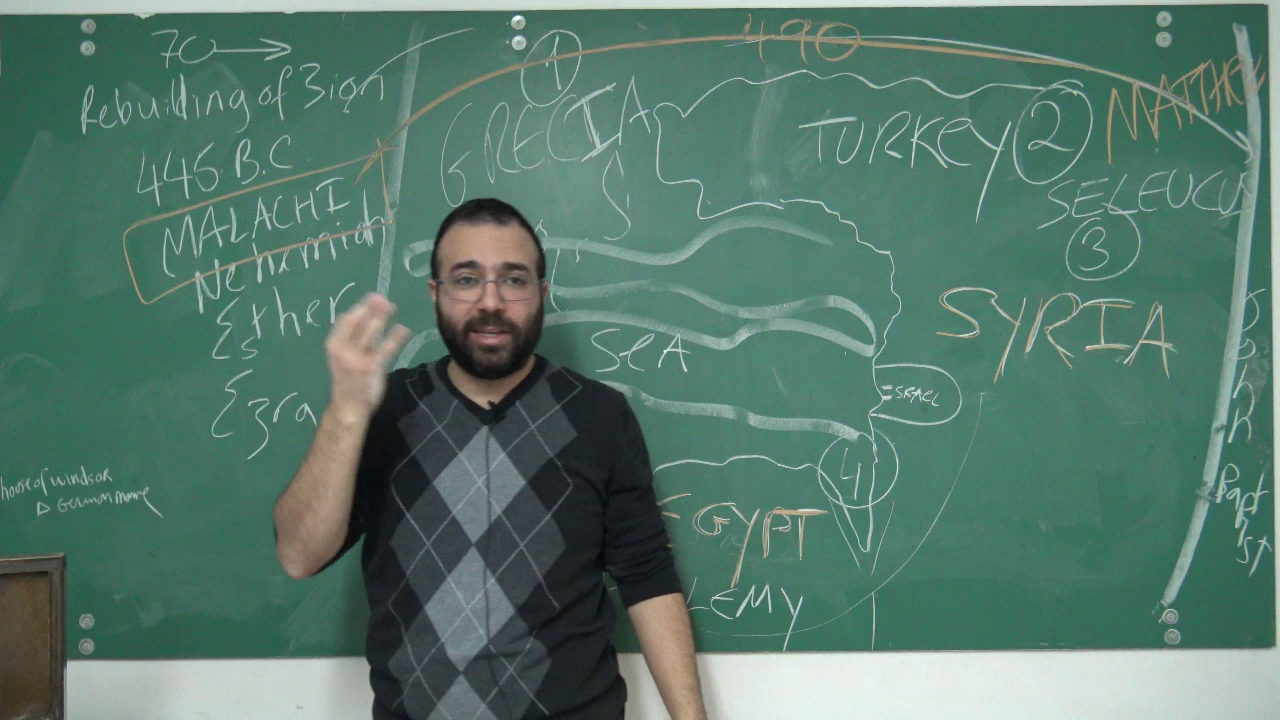 70
Rebuilding of Zion
445 B.C.
MALACHI
Nehemiah
Esther
Ezra
house of windsor
German name
490
1
GRECIA
TURKEY
2
MATTHE
SELEUCU
3
SYRIA
SEA
ISRAEL
4
GYPT
LEMY
John
Baptist